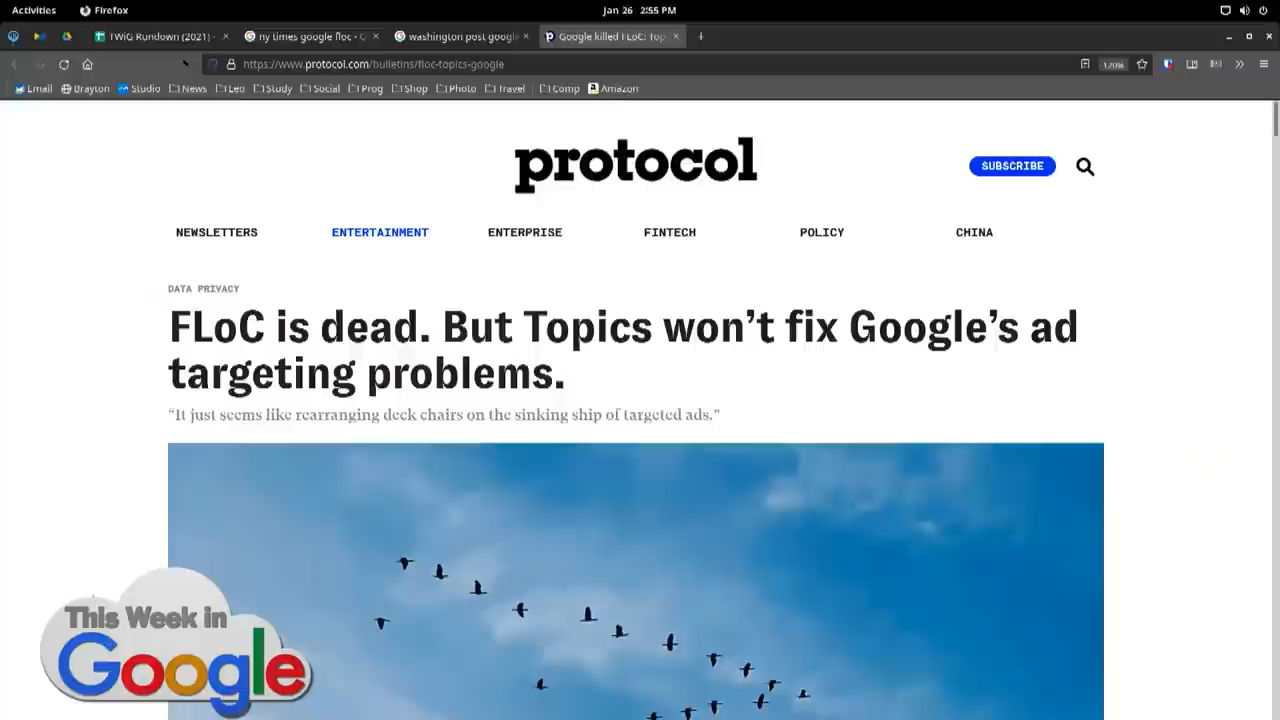 Activities Firefox Jan 26 2:55 PM
TWiG Rundown (2021) - ny times google floc - G washington post google Google killed FLoC: Top
https://www.protocol.com/bulletins/floc-topics-google 120%
Email Brayton Studio News Leo Study Social Prog Shop Photo Travel Comp Amazon
protocol
SUBSCRIBE
NEWSLETTERS ENTERTAINMENT ENTERPRISE FINTECH POLICY CHINA
DATA PRIVACY
FLoC is dead. But Topics won’t fix Google’s ad
targeting problems.
“It just seems like rearranging deck chairs on the sinking ship of targeted ads.”
This Week in
Google